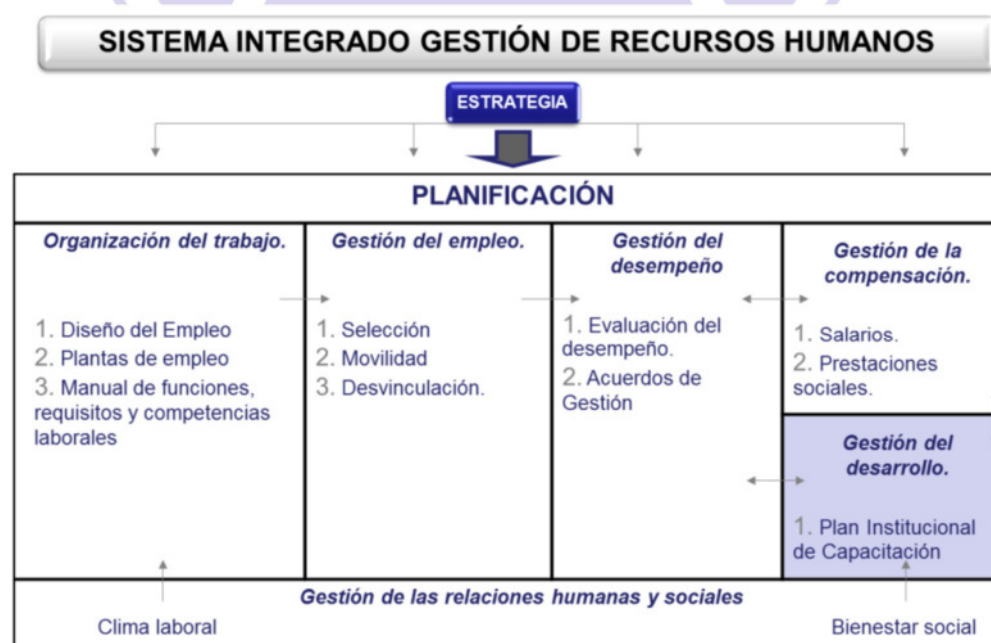 SISTEMA INTEGRADO GESTIÓN DE RECURSOS HUMANOS
ESTRATEGIA
PLANIFICACIÓN
Organización del trabajo.
1. Diseño del Empleo
2. Plantas de empleo
3. Manual de funciones,
requisitos y competencias
laborales
Gestión del empleo.
1. Selección
2. Movilidad
3. Desvinculación.
Gestión del
desempeño
1. Evaluación del
desempeño.
2. Acuerdos de
Gestión
Gestión de la
compensación.
1. Salarios.
2. Prestaciones
sociales.
Gestión del
desarrollo.
1. Plan Institucional
de Capacitación
Gestión de las relaciones humanas y sociales
Clima laboral
Bienestar social